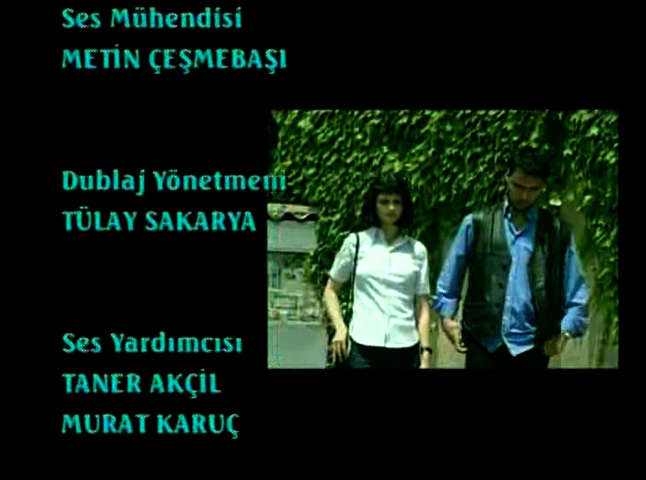 Ses Mühendisi
METİN ÇEŞMEBAŞI
Dublaj Yönetmeni
TÜLAY SAKARYA
Ses Yardımcısı
TANER AKÇİL
MURAT KARUÇ